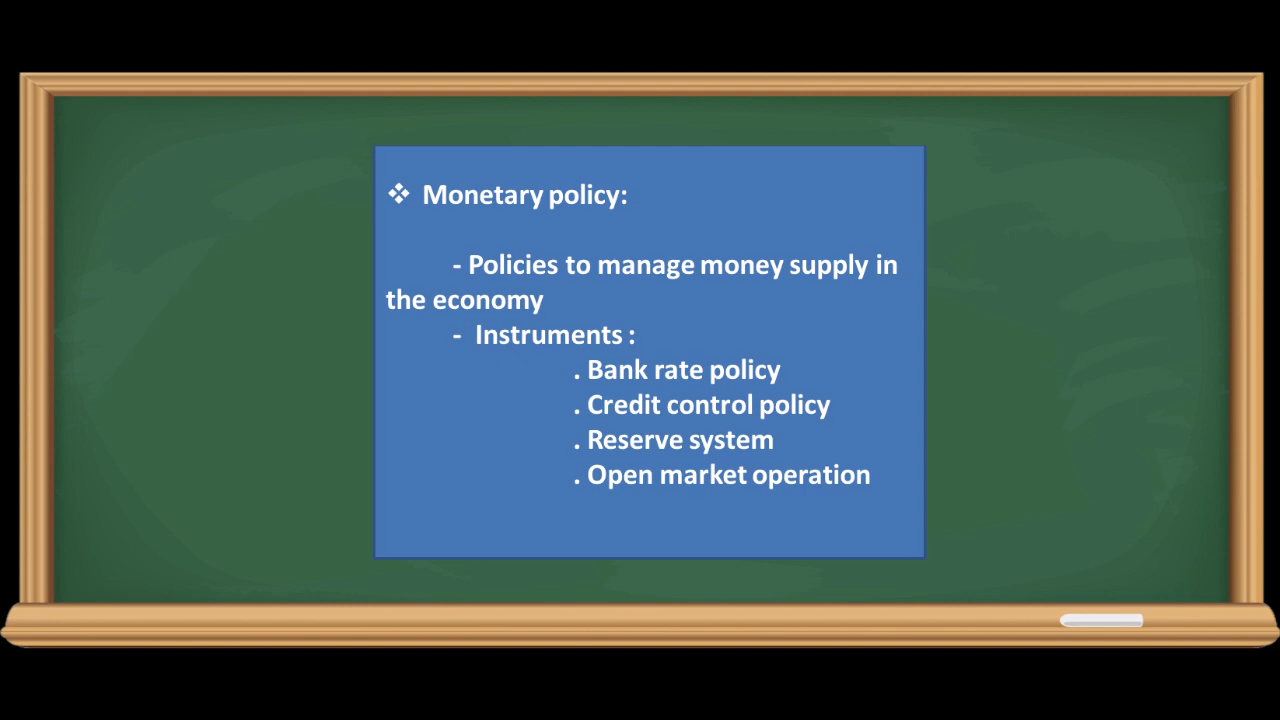 ❖ Monetary policy:
- Policies to manage money supply in
the economy
- Instruments :
. Bank rate policy
. Credit control policy
. Reserve system
. Open market operation